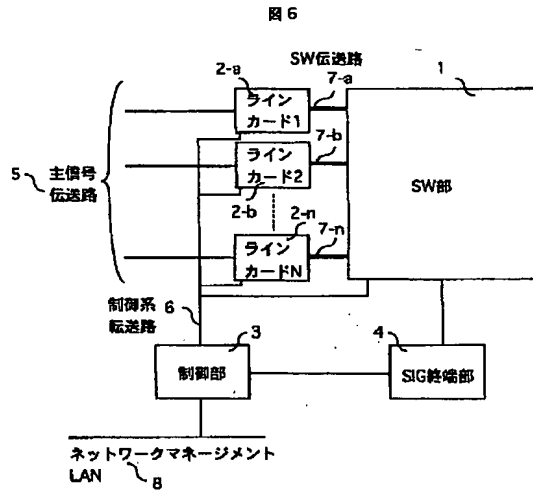 図6
SW伝送路
2-a
7-a
1
ライン
カード1
7-b
ライン
カード2
5
主信号
伝送路
SW部
2-b
2-n
7-n
ライン
カードN
制御系
転送路
6
3
4
制御部
SIG終端部
ネットワークマネージメント
LAN
8